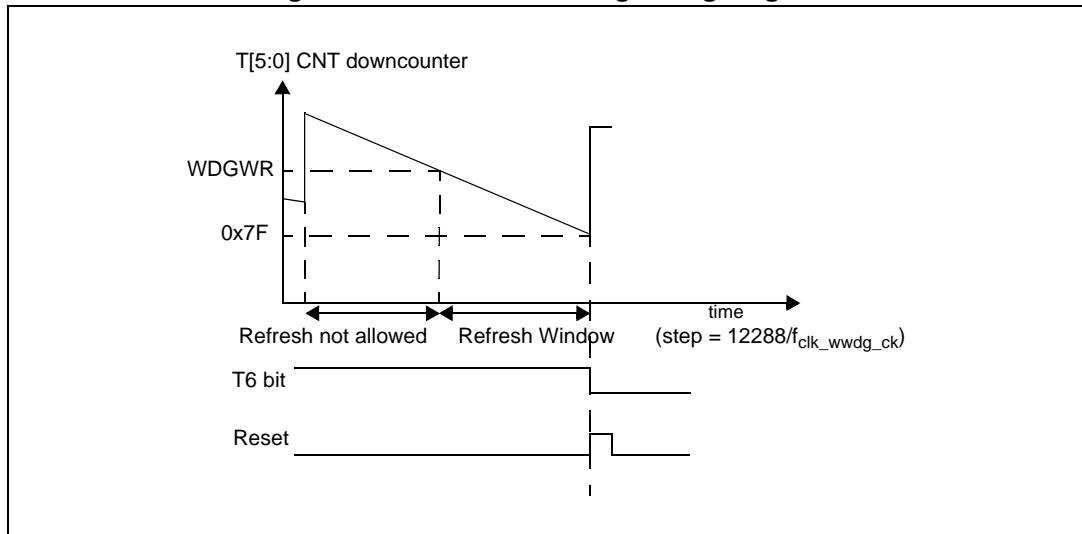 T[5:0] CNT downcounter
WDGWR
0x7F
time
Refresh not allowed Refresh Window (step = 12288/fclk_wwdg_ck)
T6 bit
Reset